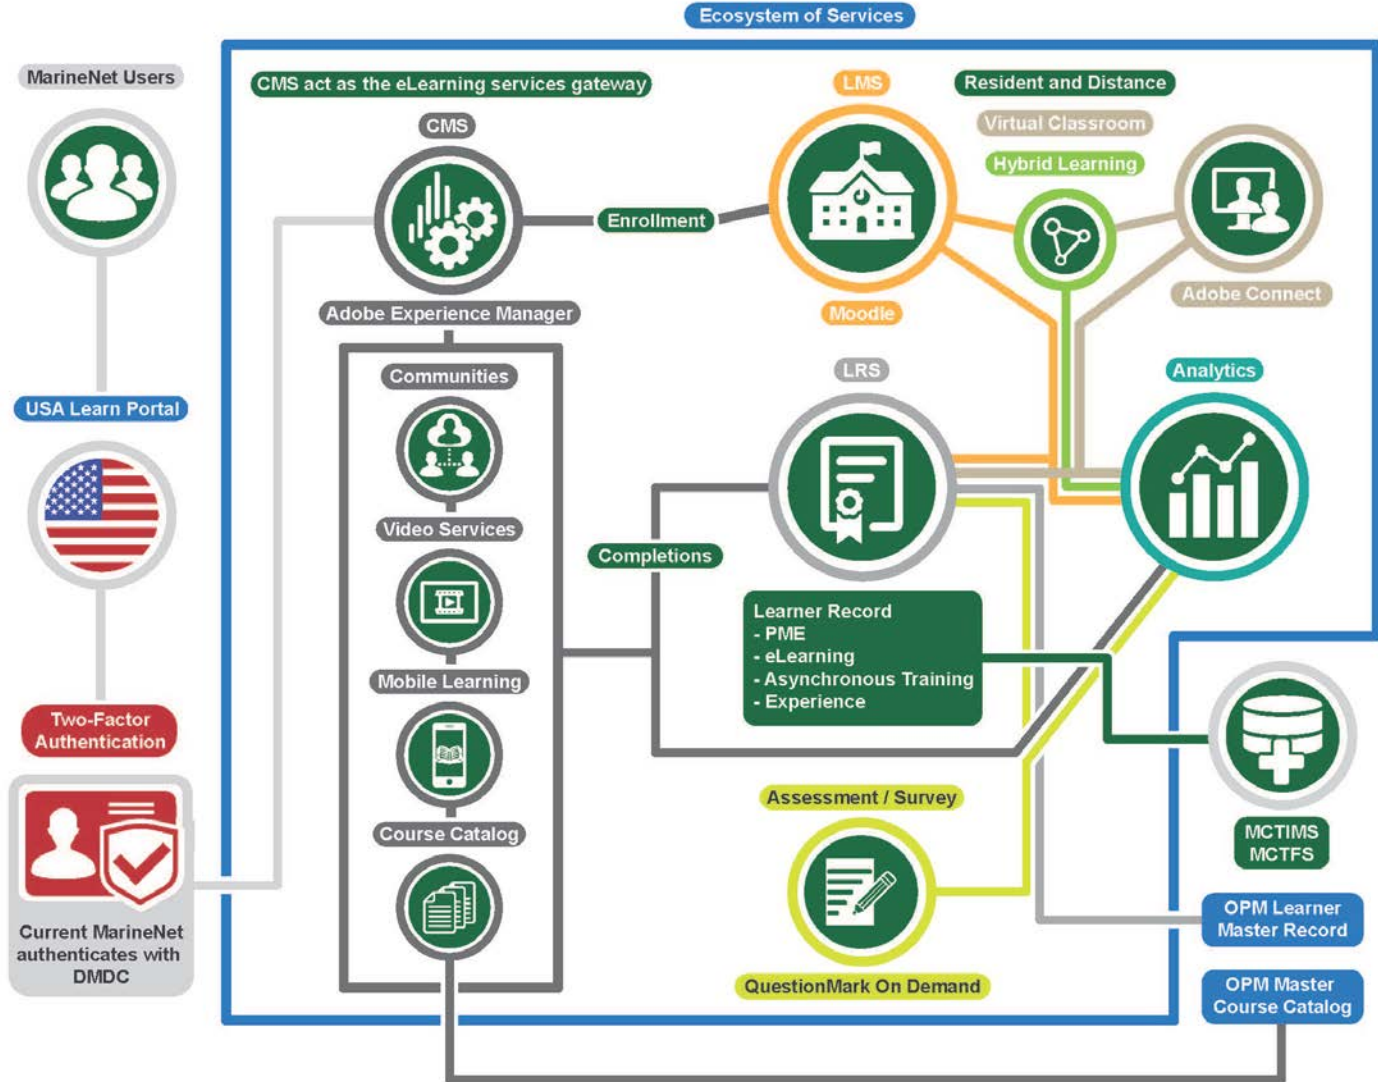 Ecosystem of Services
MarineNet Users
USA Learn Portal
Two-Factor
Authentication
Current MarineNet
authenticates with
DMDC
CMS act as the eLearning services gateway
CMS
Adobe Experience Manager
Communities
Video Services
Mobile Learning
Course Catalog
Enrollment
Completions
LMS
Moodle
LRS
Learner Record
- PME
- eLearning
- Asynchronous Training
- Experience
Assessment / Survey
QuestionMark On Demand
Resident and Distance
Virtual Classroom
Hybrid Learning
Adobe Connect
Analytics
MCTIMS
MCTFS
OPM Learner
Master Record
OPM Master
Course Catalog